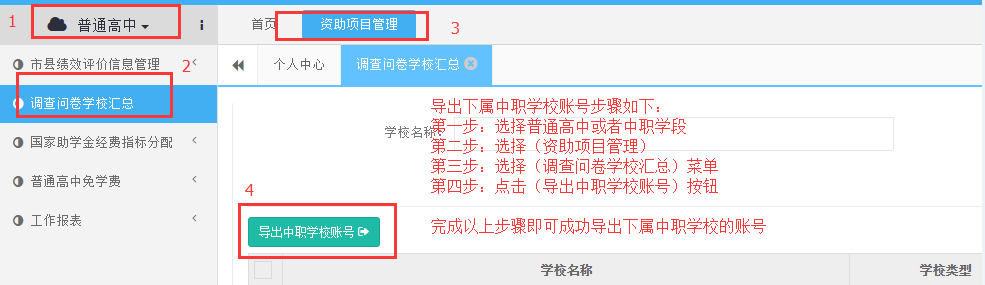 1
普通高中
首页
资助项目管理
3
市县绩效评价信息管理
2
个人中心
调查问卷学校汇总
调查问卷学校汇总
导出下属中职学校账号步骤如下:
学校名称:
第一步: 选择普通高中或者中职学段
国家助学金经费指标分配
第二步: 选择（资助项目管理）
第三步: 选择（调查问卷学校汇总）菜单
普通高中免学费
第四步: 点击（导出中职学校账号）按钮
4
工作报表
导出中职学校账号
完成以上步骤即可成功导出下属中职学校的账号
学校名称
学校类型